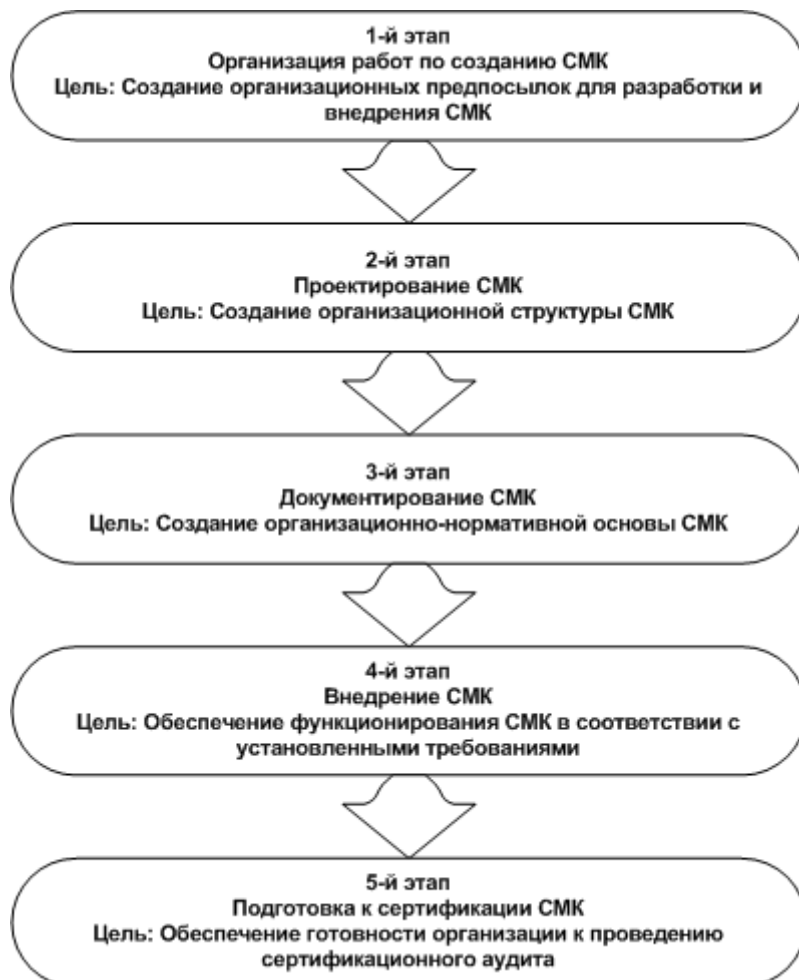 1-й этап
Организация работ по созданию СМК
Цель: Создание организационных предпосылок для разработки и
внедрения СМК
2-й этап
Проектирование СМК
Цель: Создание организационной структуры СМК
3-й этап
Документирование СМК
Цель: Создание организационно-нормативной основы СМК
4-й этап
Внедрение СМК
Цель: Обеспечение функционирования СМК в соответствии с
установленными требованиями
5-й этап
Подготовка к сертификации СМК
Цель: Обеспечение готовности организации к проведению
сертификационного аудита